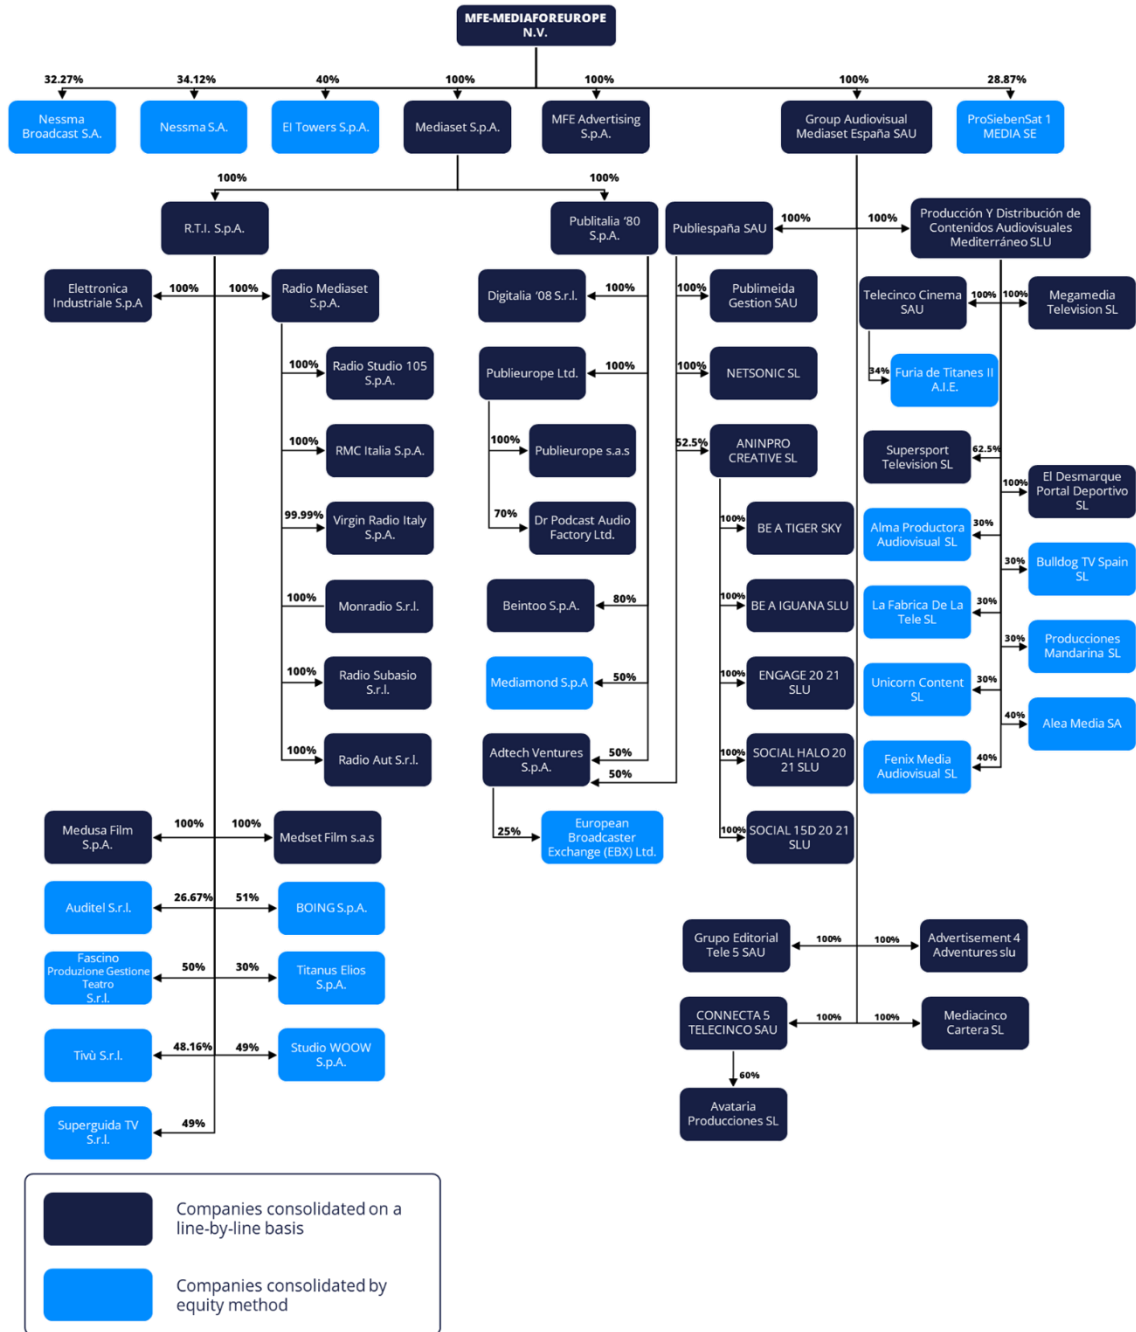 MFE-MEDIAFOREUROPE
N.V.
32.27%
34.12%
40%
100%
100%
100%
28.87%
Nessma
Broadcast S.A.
Nessma S.A.
EI Towers S.p.A.
Mediaset S.p.A.
MFE Advertising
S.p.A.
Group Audiovisual
Mediaset España SAU
ProSiebenSat 1
MEDIA SE
100%
100%
R.T.I. S.p.A.
Publitalia ‘80
S.p.A.
Publiespaña SAU
100%
100%
Producción Y Distribución de
Contenidos Audiovisuales
Mediterráneo SLU
Elettronica
Industriale S.p.A
100%
100%
Radio Mediaset
S.p.A.
Digitalia ‘08 S.r.l.
100%
100%
Publimeida
Gestion SAU
Telecinco Cinema
SAU
100%
100%
Megamedia
Television SL
100%
Radio Studio 105
S.p.A.
Publieurope Ltd.
100%
100%
NETSONIC SL
34%
Furia de Titanes II
A.I.E.
100%
RMC Italia S.p.A.
100%
Publieurope s.a.s
52.5%
ANINPRO
CREATIVE SL
Supersport
Television SL
62.5%
100%
El Desmarque
Portal Deportivo
SL
99.99%
Virgin Radio Italy
S.p.A.
70%
Dr Podcast Audio
Factory Ltd.
100%
BE A TIGER SKY
Alma Productora
Audiovisual SL
30%
30%
Bulldog TV Spain
SL
100%
Monradio S.r.l.
Beintoo S.p.A.
80%
100%
BE A IGUANA SLU
La Fabrica De La
Tele SL
30%
30%
Producciones
Mandarina SL
100%
Radio Subasio
S.r.l.
Mediamond S.p.A
50%
100%
ENGAGE 20 21
SLU
Unicorn Content
SL
30%
40%
Alea Media SA
100%
Radio Aut S.r.l.
Adtech Ventures
S.p.A.
50%
50%
100%
SOCIAL HALO 20
21 SLU
Fenix Media
Audiovisual SL
40%
Medusa Film
S.p.A.
100%
100%
Medset Film s.a.s
25%
European
Broadcaster
Exchange (EBX) Ltd.
100%
SOCIAL 15D 20 21
SLU
Auditel S.r.l.
26.67%
51%
BOING S.p.A.
Grupo Editorial
Tele 5 SAU
100%
100%
Advertisement 4
Adventures slu
Fascino
Produzione Gestione
Teatro
S.r.l.
50%
30%
Titanus Elios
S.p.A.
CONNECTA 5
TELECINCO SAU
100%
100%
Mediacinco
Cartera SL
Tivù S.r.l.
48.16%
49%
Studio WOOW
S.p.A.
60%
Avataria
Producciones SL
Superguida TV
S.r.l.
49%
Companies consolidated on a
line-by-line basis
Companies consolidated by
equity method